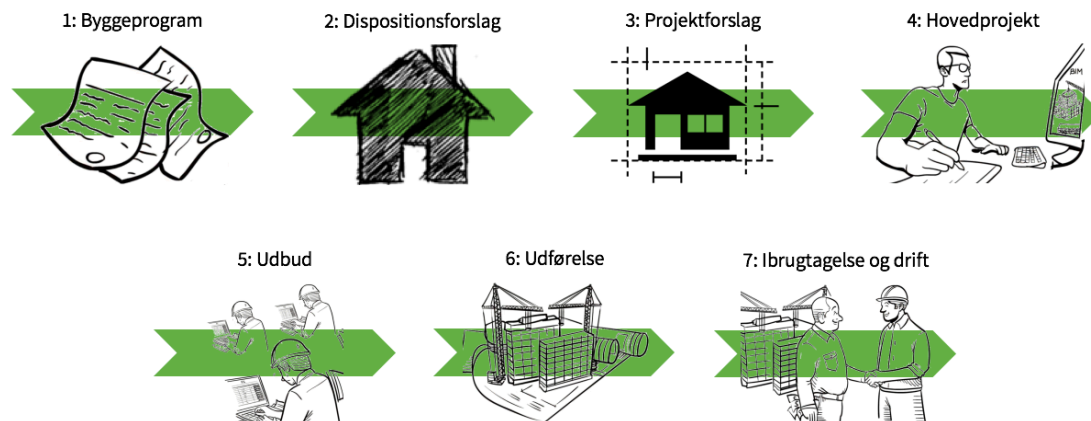 1: Byggeprogram
2: Dispositionsforslag
3: Projektforslag
4: Hovedprojekt
BIM
5: Udbud
6: Udførelse
7: Ibrugtagelse og drift